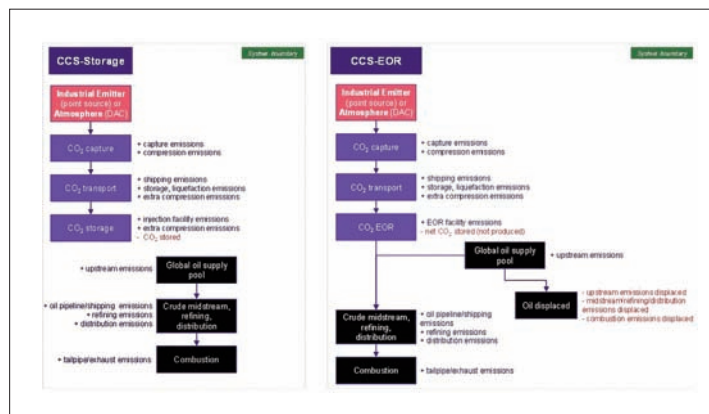 CCS-Storage
System Boundary
Industrial Emitter
(point source) or
Atmosphere (DAC)
CO₂ capture
+ capture emissions
+ compression emissions
CO₂ transport
+ shipping emissions
+ storage, liquefaction emissions
+ extra compression emissions
CO₂ storage
+ injection facility emissions
+ extra compression emissions
- CO₂ stored
+ upstream emissions
Global oil supply
pool
+ oil pipeline/shipping emissions
+ refining emissions
+ distribution emissions
Crude midstream,
refining,
distribution
+ tailpipe/exhaust emissions
Combustion
CCS-EOR
System Boundary
Industrial Emitter
(point source) or
Atmosphere (DAC)
CO₂ capture
+ capture emissions
+ compression emissions
CO₂ transport
+ shipping emissions
+ storage, liquefaction emissions
+ extra compression emissions
CO₂ EOR
+ EOR facility emissions
- net CO₂ stored (not produced)
Global oil supply
pool
+ upstream emissions
Oil displaced
- upstream emissions displaced
- midstream/refining/distribution
emissions displaced
- combustion emissions displaced
Crude midstream,
refining,
distribution
+ oil pipeline/shipping
emissions
+ refining emissions
+ distribution emissions
Combustion
+ tailpipe/exhaust emissions